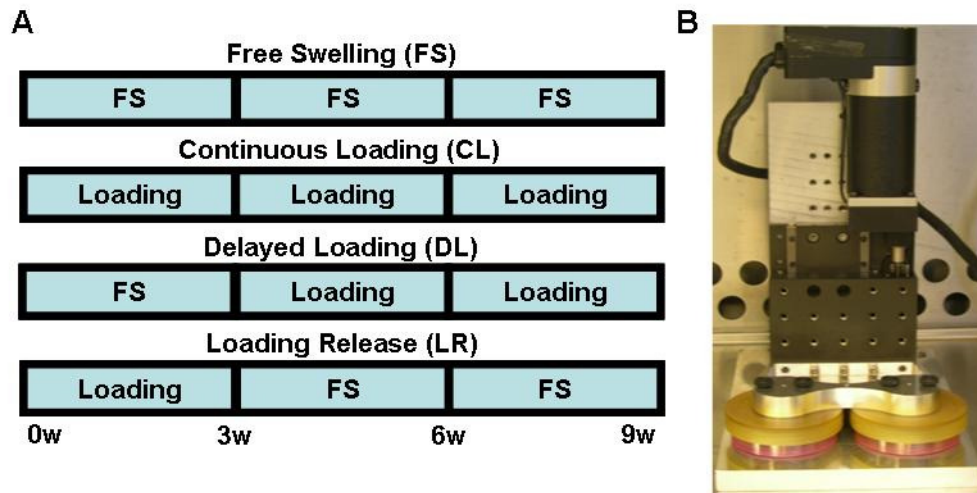 A
B
Free Swelling (FS)
FS FS FS
Continuous Loading (CL)
Loading Loading Loading
Delayed Loading (DL)
FS Loading Loading
Loading Release (LR)
Loading FS FS
0w 3w 6w 9w